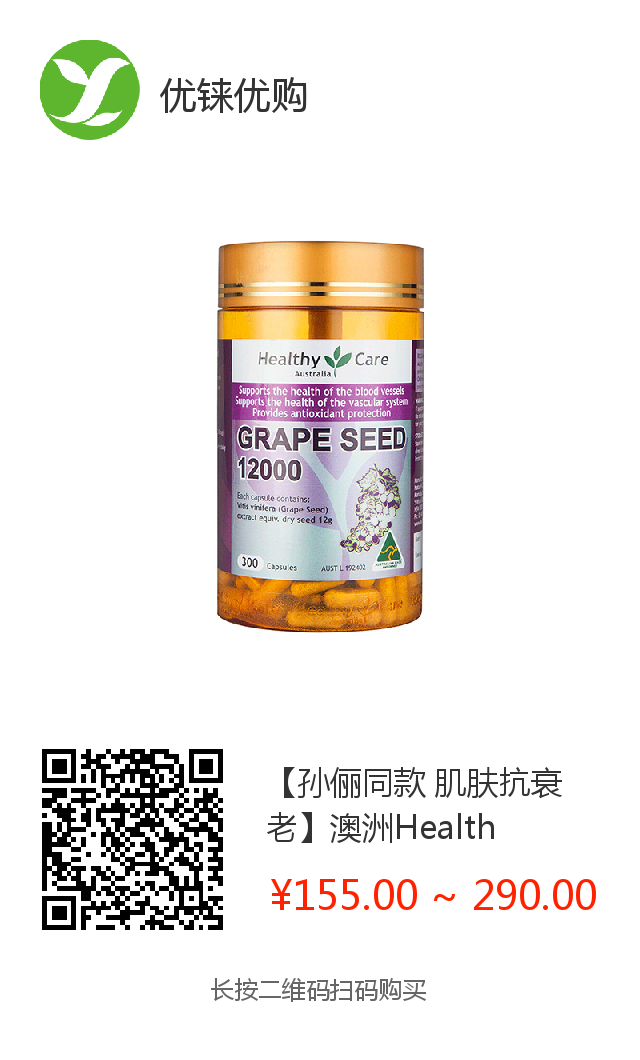 优铼优购
Healthy Care
Australia
Supports the health of the blood vessels
Supports the health of the vascular system
Provides antioxidant protection
GRAPE SEED
12000
Each capsule contains:
Vitis vinifera (Grape Seed)
extract equiv. dry seed 12g
300 Capsules
AUST L 192402
【孙俪同款 肌肤抗衰
老】澳洲Health
¥155.00 ~ 290.00
长按二维码扫码购买